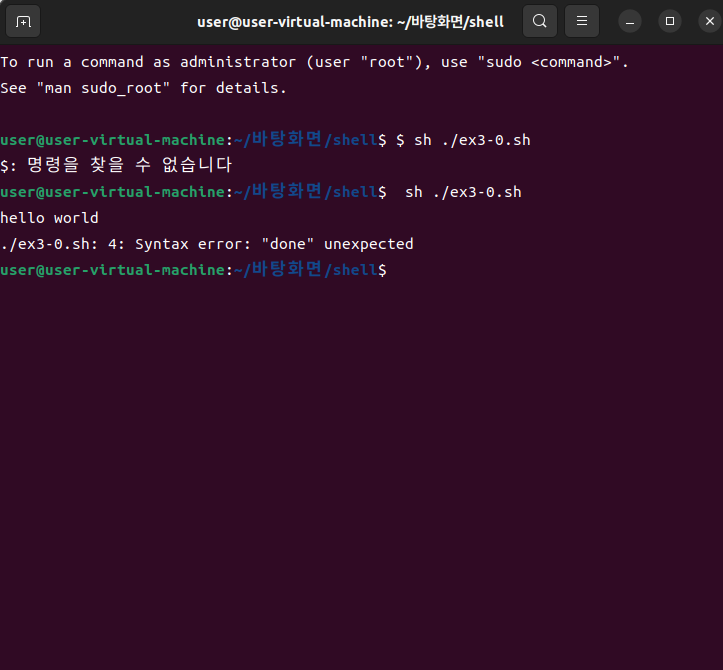 user@user-virtual-machine: ~/바탕화면/shell
To run a command as administrator (user "root"), use "sudo <command>".
See "man sudo_root" for details.
user@user-virtual-machine:~/바탕화면/shell$ $ sh ./ex3-0.sh
$: 명령을 찾을 수 없습니다
user@user-virtual-machine:~/바탕화면/shell$  sh ./ex3-0.sh
hello world
./ex3-0.sh: 4: Syntax error: "done" unexpected
user@user-virtual-machine:~/바탕화면/shell$